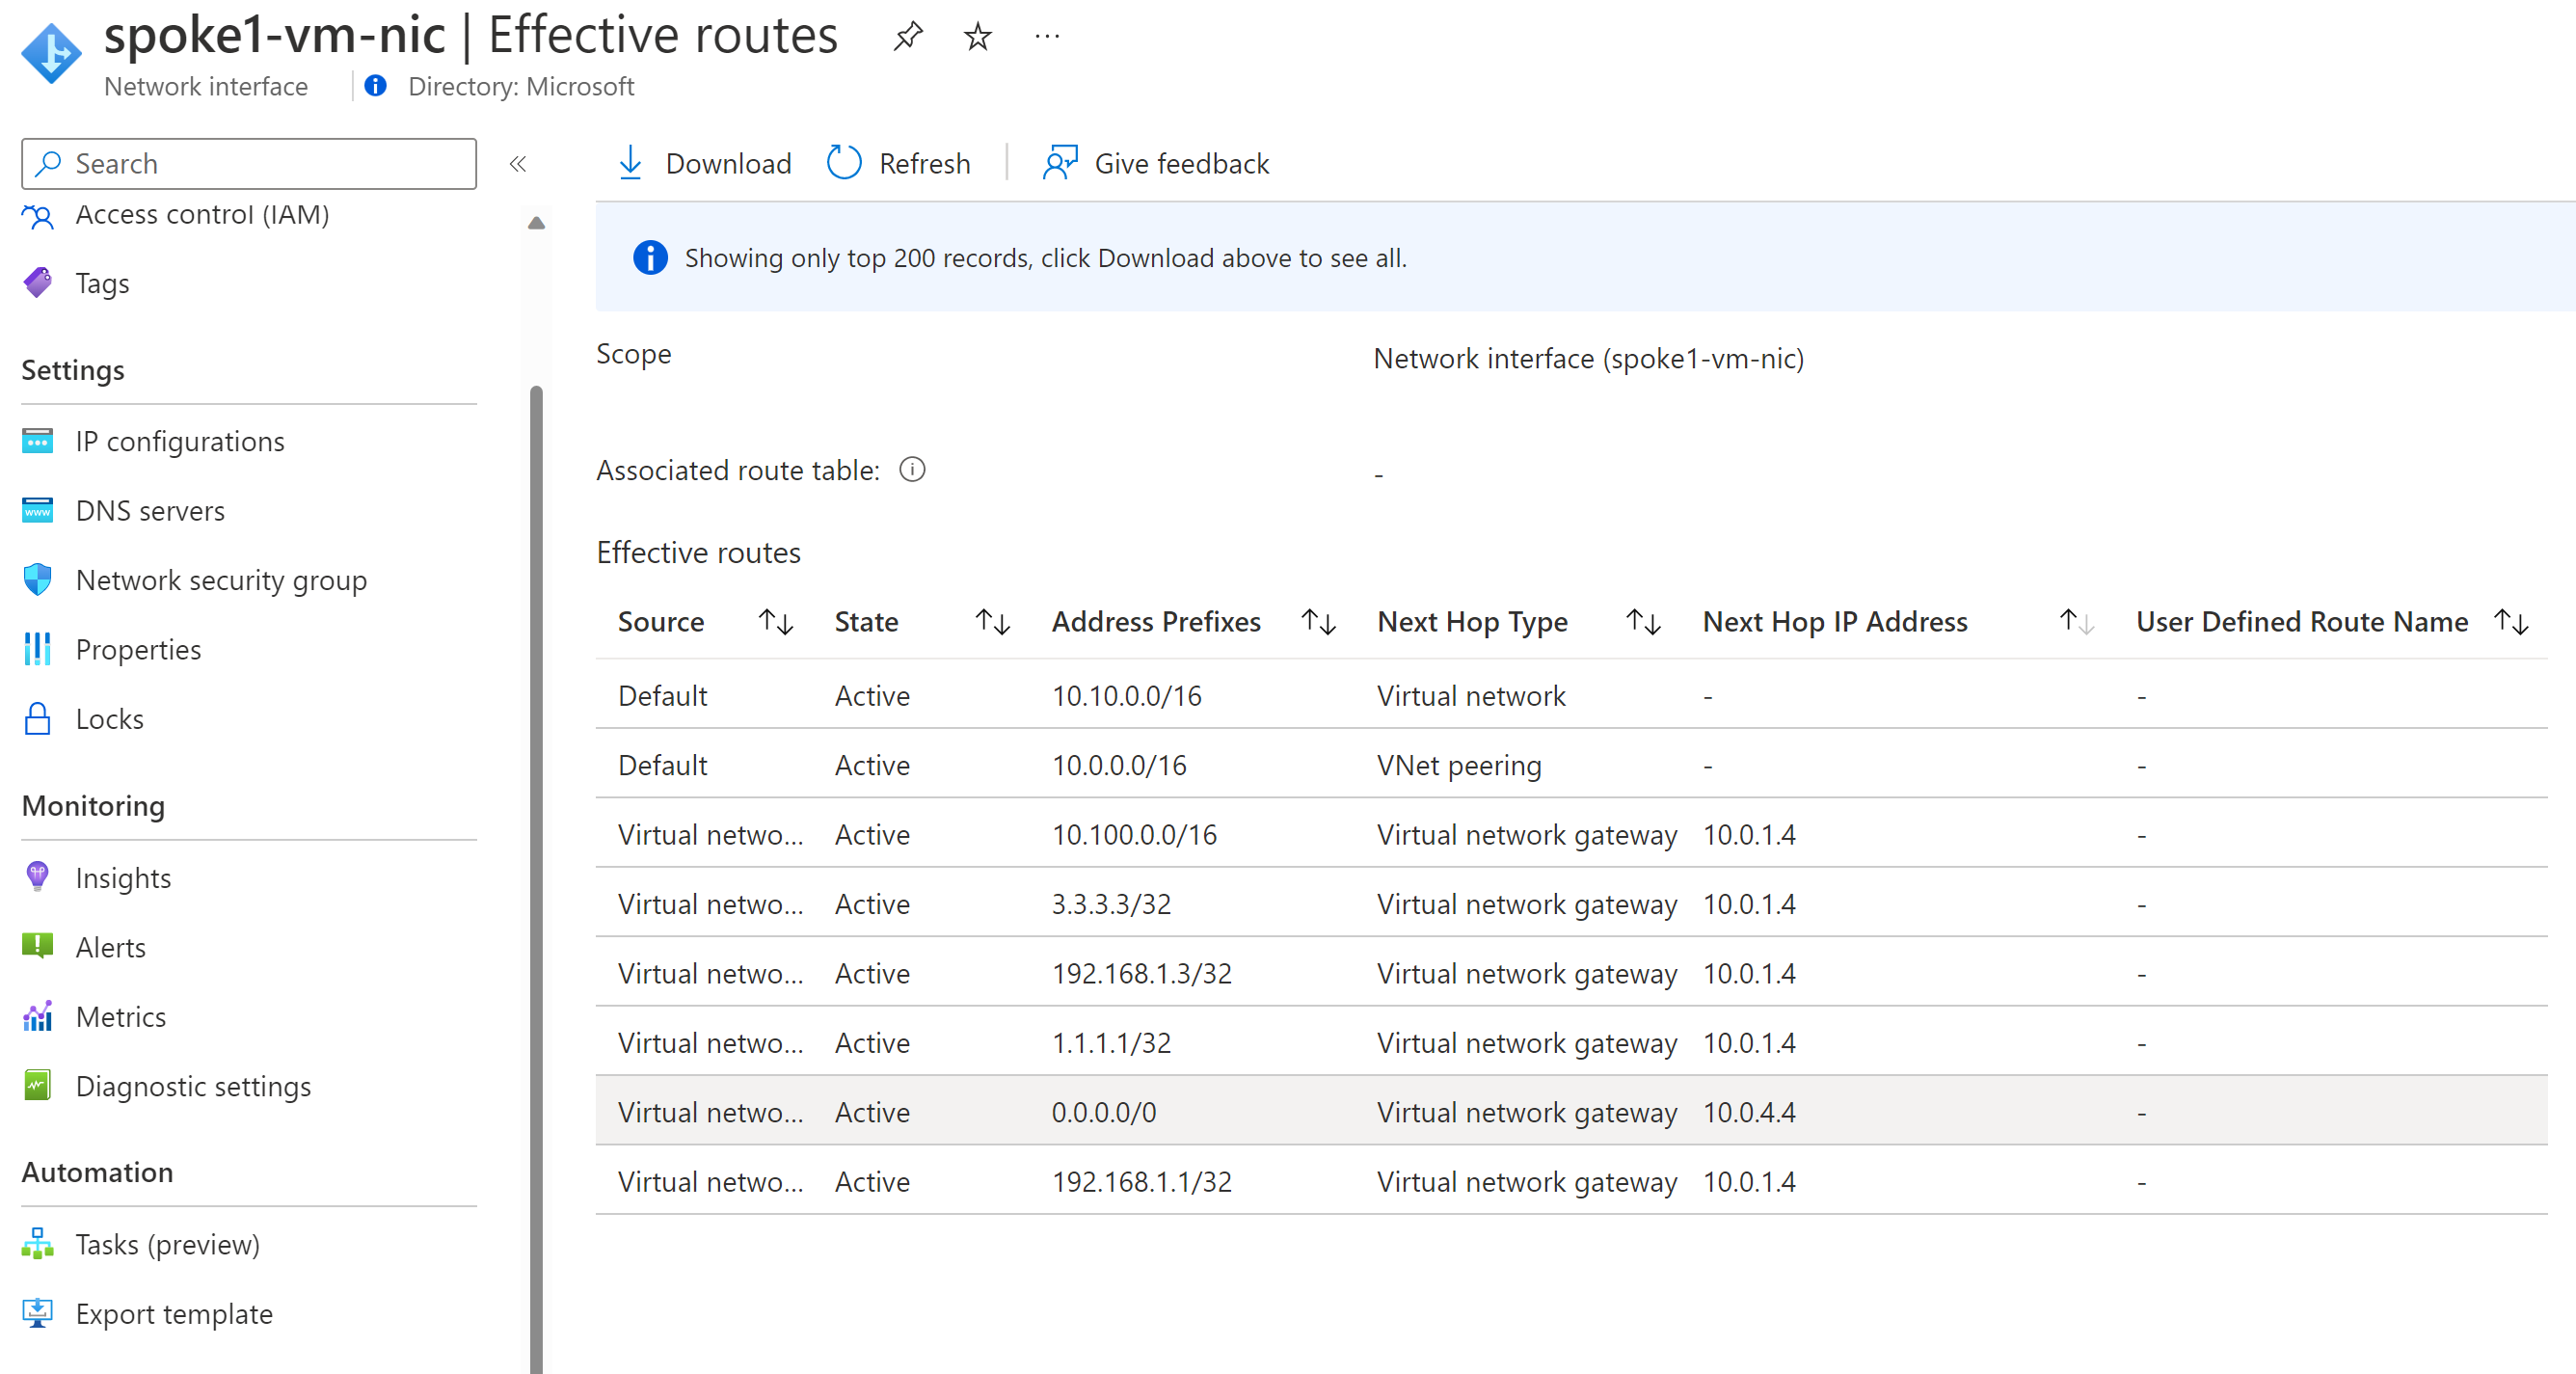 spoke1-vm-nic | Effective routes ···
Network interface Directory: Microsoft
Search
«
Download Refresh Give feedback
Access control (IAM)
Tags
Settings
IP configurations
DNS servers
Network security group
Properties
Locks
Monitoring
Insights
Alerts
Metrics
Diagnostic settings
Automation
Tasks (preview)
Export template
Showing only top 200 records, click Download above to see all.
Scope Network interface (spoke1-vm-nic)
Associated route table: -
Effective routes
Source State Address Prefixes Next Hop Type Next Hop IP Address User Defined Route Name
Default Active 10.10.0.0/16 Virtual network - -
Default Active 10.0.0.0/16 VNet peering - -
Virtual netwo... Active 10.100.0.0/16 Virtual network gateway 10.0.1.4 -
Virtual netwo... Active 3.3.3.3/32 Virtual network gateway 10.0.1.4 -
Virtual netwo... Active 192.168.1.3/32 Virtual network gateway 10.0.1.4 -
Virtual netwo... Active 1.1.1.1/32 Virtual network gateway 10.0.1.4 -
Virtual netwo... Active 0.0.0.0/0 Virtual network gateway 10.0.4.4 -
Virtual netwo... Active 192.168.1.1/32 Virtual network gateway 10.0.1.4 -